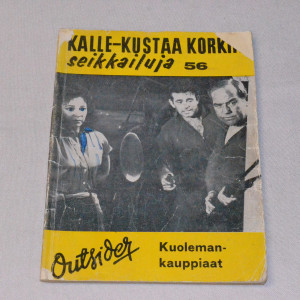 KALLE-KUSTAA KORKIN
seikkailuja 56
Outsider
Kuoleman-
kauppiaat